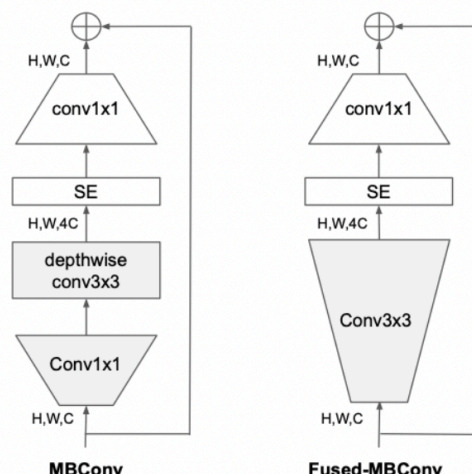 H,W,C
conv1x1
SE
H,W,4C
depthwise
conv3x3
Conv1x1
H,W,C
MBConv
H,W,C
conv1x1
SE
H,W,4C
Conv3x3
H,W,C
Fused-MBConv